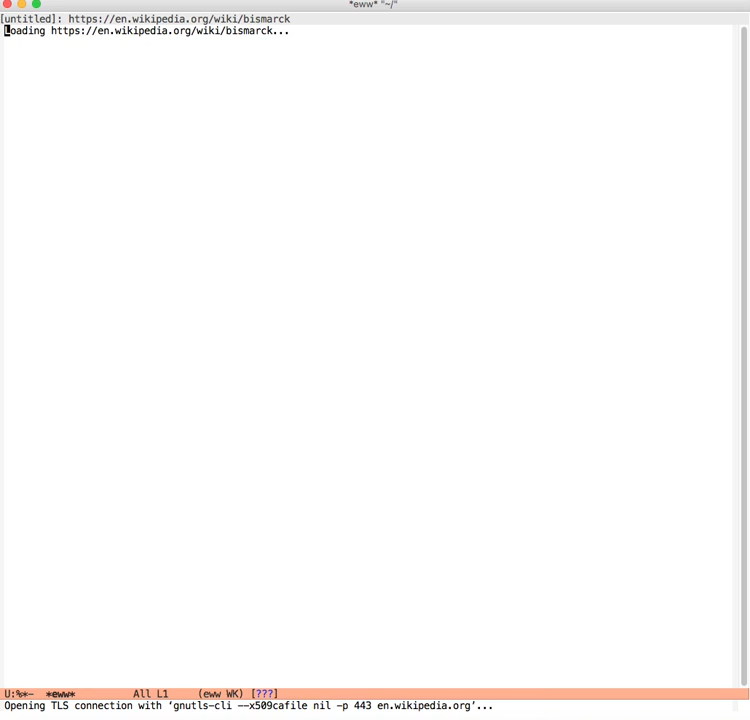 *eww* "~/"
[untitled]: https://en.wikipedia.org/wiki/bismarck
Loading https://en.wikipedia.org/wiki/bismarck...
U:%*-  *eww*          All L1     (eww WK) [???]
Opening TLS connection with ‘gnutls-cli --x509cafile nil -p 443 en.wikipedia.org’...